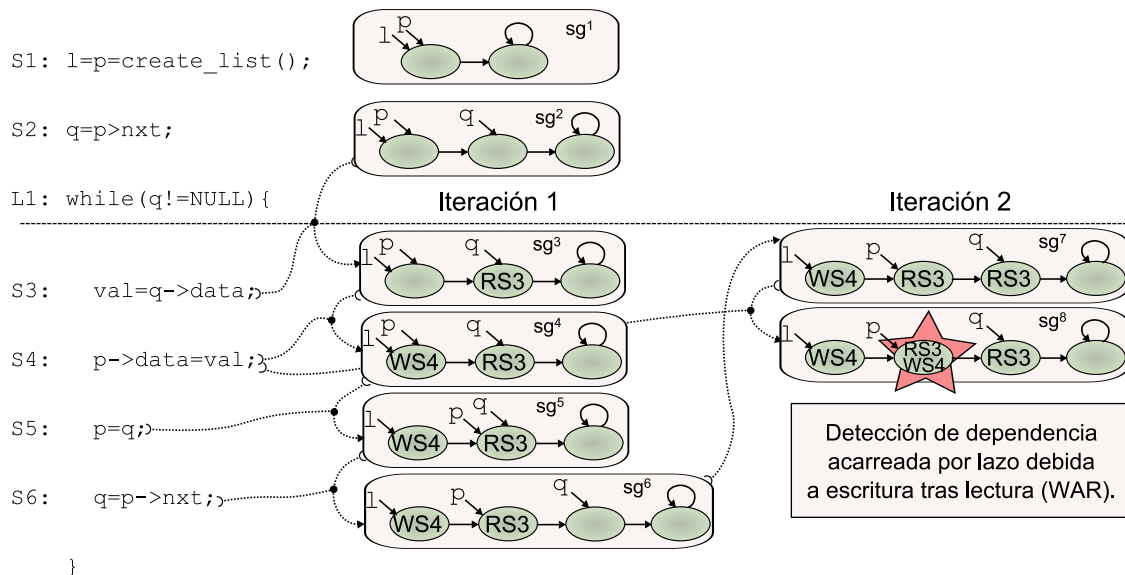 S1: l=p=create_list();
S2: q=p>nxt;
L1: while(q!=NULL){
S3: val=q->data;
S4: p->data=val;
S5: p=q;
S6: q=p->nxt;
}
l p sg1
l p q sg2
Iteración 1
l p q sg3
RS3
l p q sg4
WS4 RS3
l p q sg5
WS4 RS3
l p q sg6
WS4 RS3
Iteración 2
l p q sg7
WS4 RS3 RS3
l p q sg8
WS4 RS3 RS3
WS4
Detección de dependencia
acarreada por lazo debida
a escritura tras lectura (WAR).